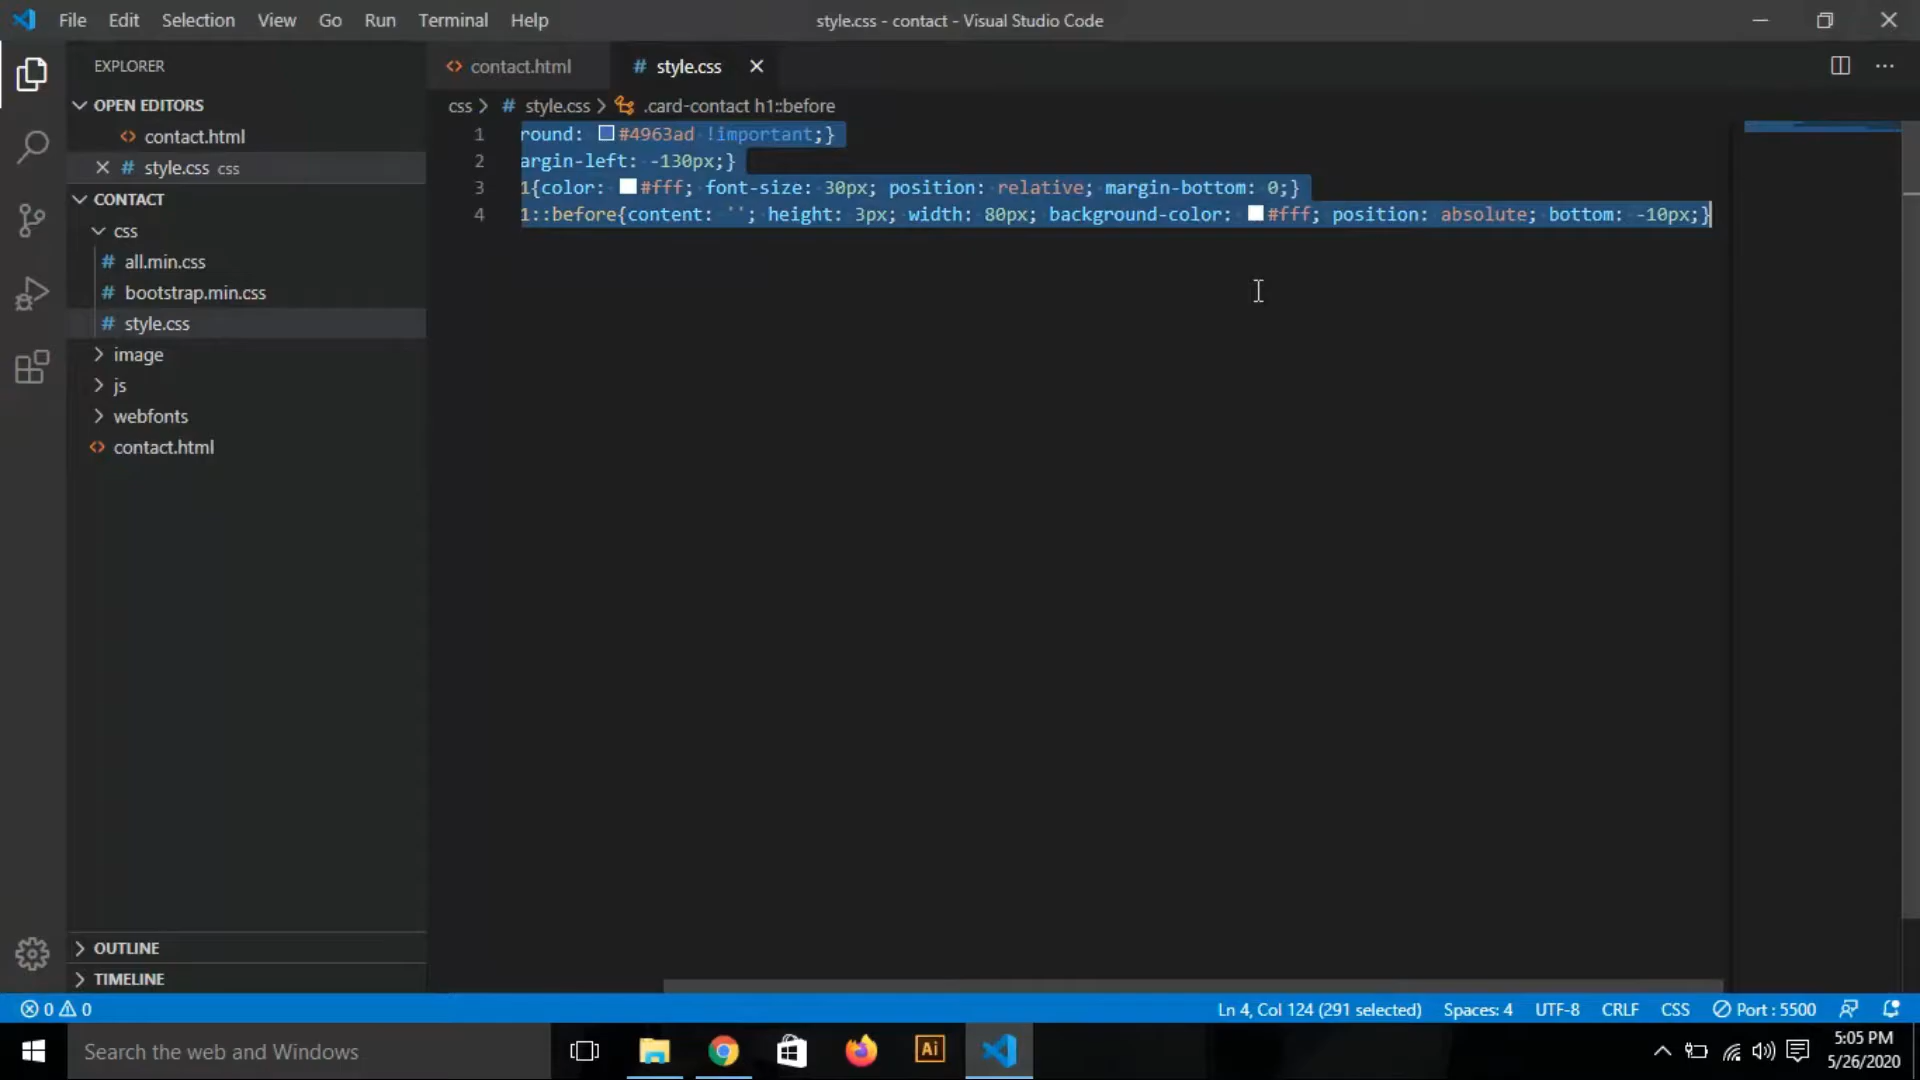 File Edit View Go Run Terminal Help
Selection
style.css - contact - Visual Studio Code
EXPLORER
OPEN EDITORS
contact.html
style.css css
CONTACT
css
all.min.css
bootstrap.min.css
style.css
image
js
webfonts
contact.html
OUTLINE
TIMELINE
contact.html
style.css
css > # style.css > .card-contact h1::before
1 round: #4963ad !important;}
2 argin-left: -130px;}
3 1{color: #fff; font-size: 30px; position: relative; margin-bottom: 0;}
4 1::before{content: ''; height: 3px; width: 80px; background-color: #fff; position: absolute; bottom: -10px;}
0 0
Ln 4, Col 124 (291 selected) Spaces: 4 UTF-8 CRLF CSS Port : 5500
Search the web and Windows
Ai
5:05 PM
5/26/2020